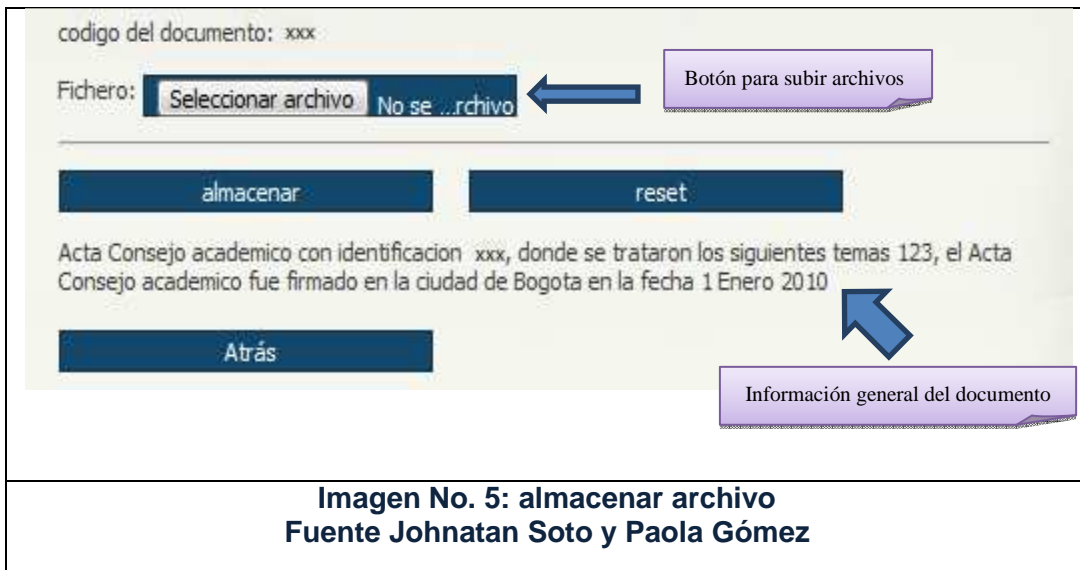 codigo del documento: xxx
Botón para subir archivos
Fichero: Seleccionar archivo No se ...rchivo
almacenar reset
Acta Consejo academico con identificacion xxx, donde se trataron los siguientes temas 123, el Acta
Consejo academico fue firmado en la ciudad de Bogota en la fecha 1 Enero 2010
Atrás
Información general del documento
Imagen No. 5: almacenar archivo
Fuente Johnatan Soto y Paola Gómez